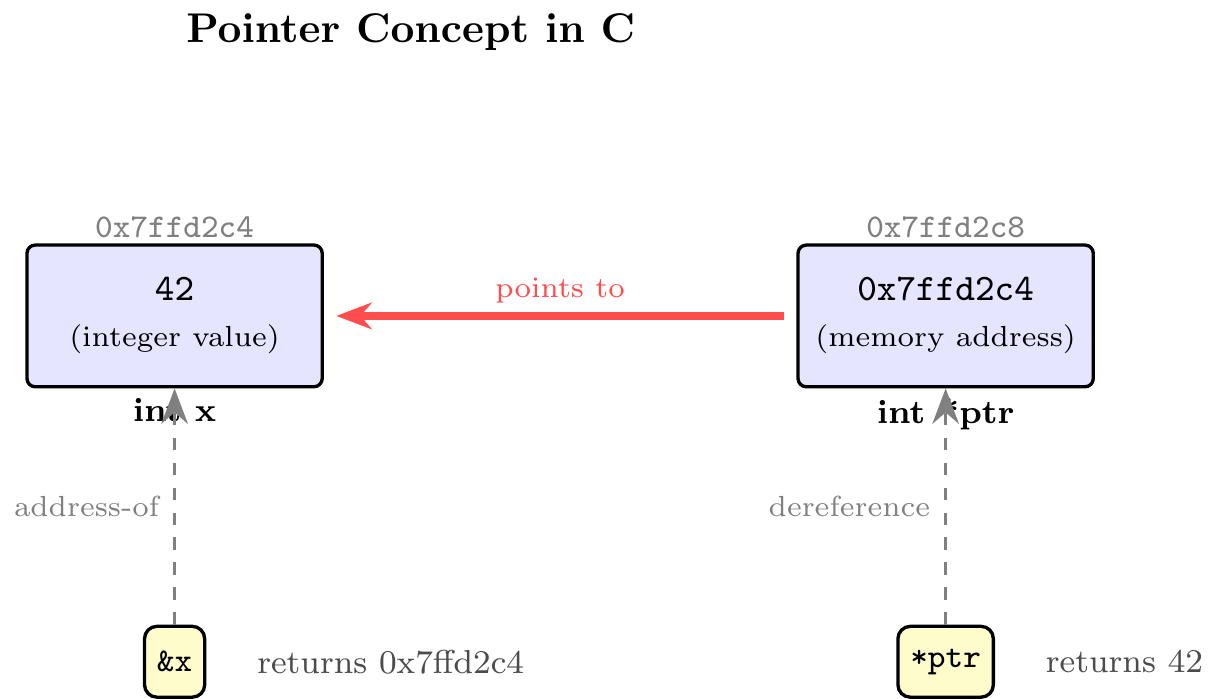 Pointer Concept in C
0x7ffd2c4
0x7ffd2c8
42
(integer value)
points to
0x7ffd2c4
(memory address)
int x
int *ptr
address-of
dereference
&x
returns 0x7ffd2c4
*ptr
returns 42